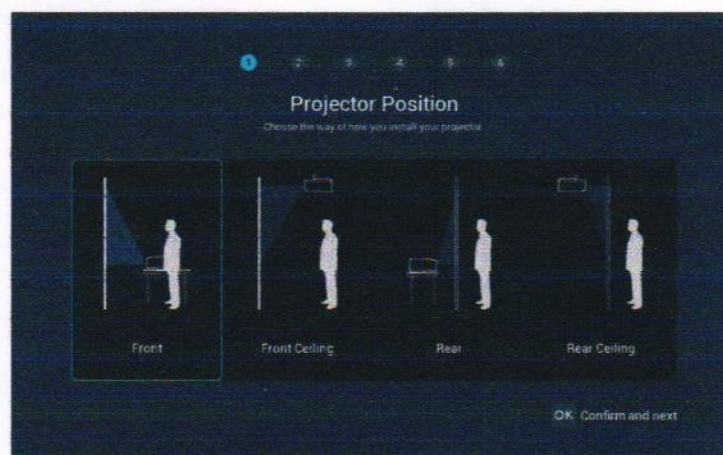 1 2 3 4 5 6
Projector Position
Choose the way of how you install your projector
Front
Front Ceiling
Rear
Rear Ceiling
OK Confirm and next